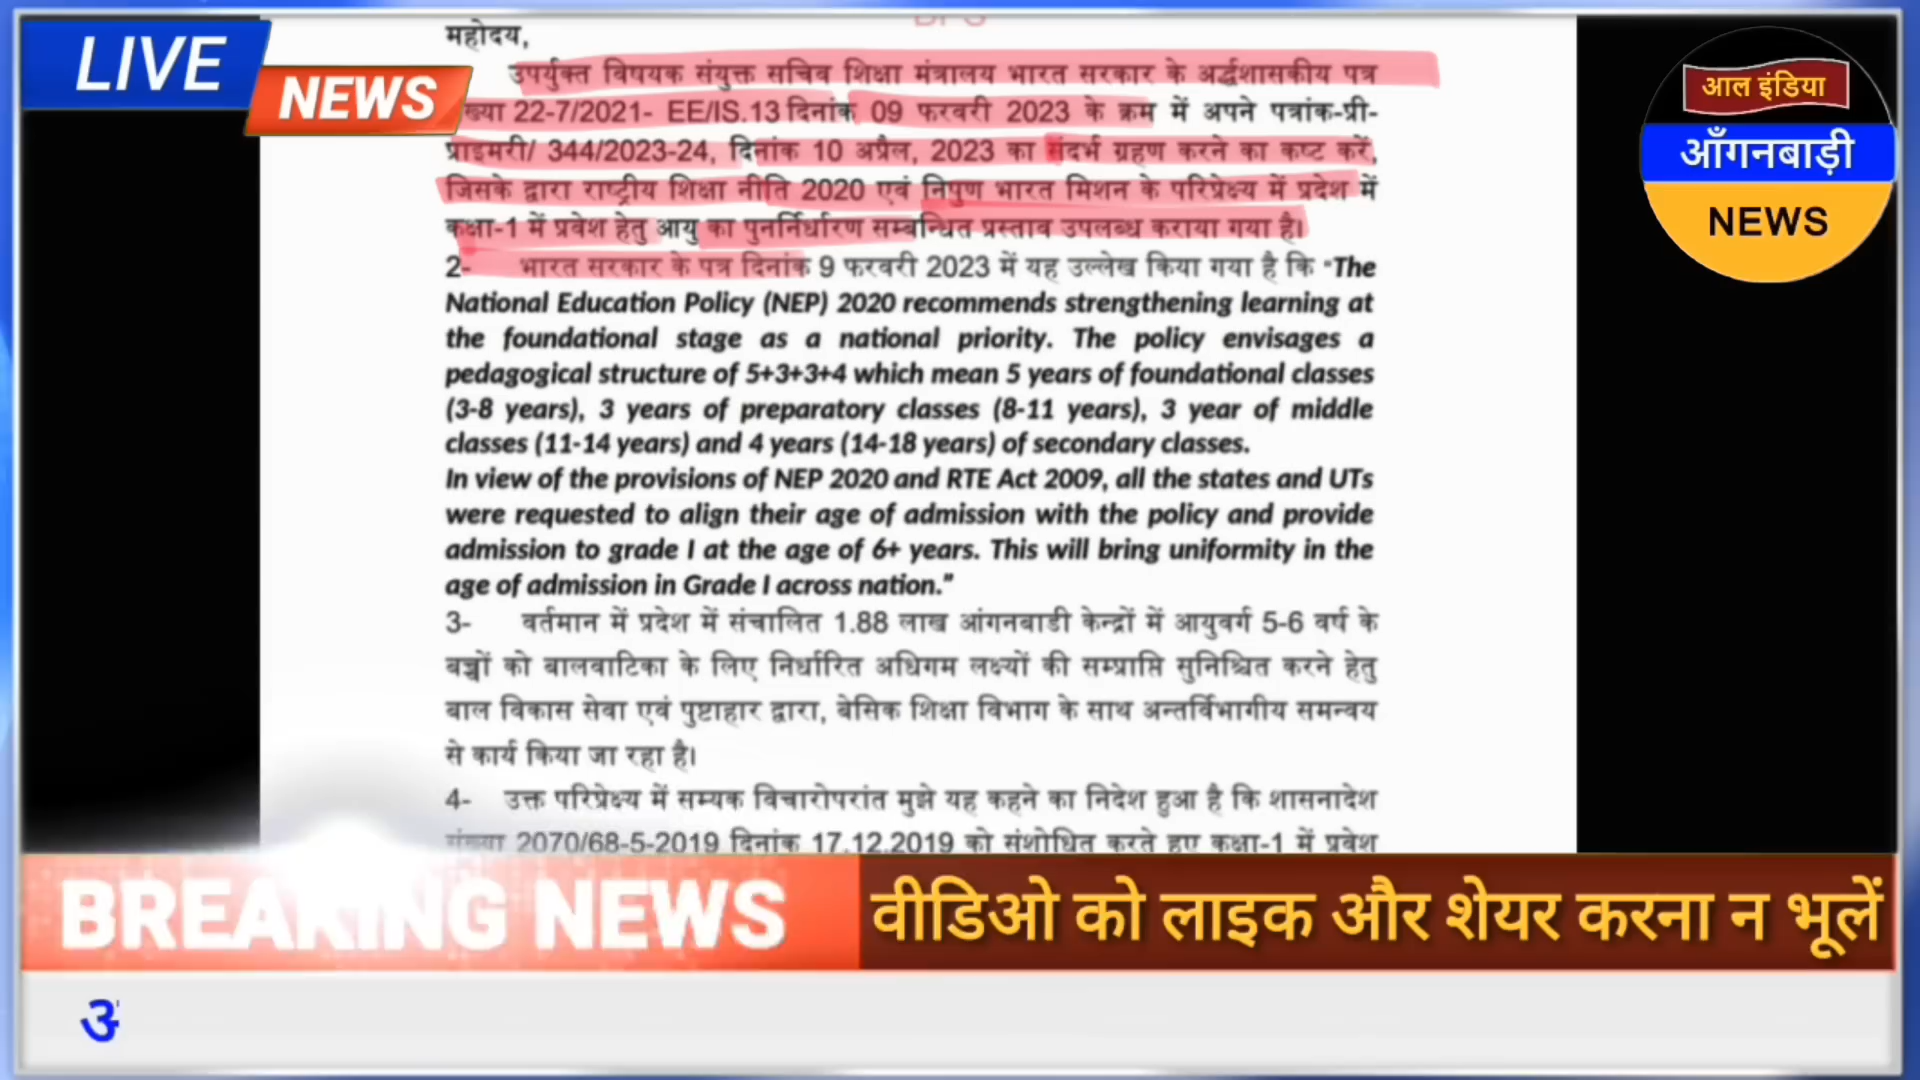 LIVE
NEWS
महोदय,
उपर्युक्त विषयक संयुक्त सचिव शिक्षा मंत्रालय भारत सरकार के अर्द्धशासकीय पत्र
22-7/2021- EE/IS.13 दिनांक 09 फरवरी 2023 के क्रम में अपने पत्रांक-प्री-
प्राइमरी/ 344/2023-24, दिनांक 10 अप्रैल, 2023 का संदर्भ ग्रहण करने का कष्ट करें,
जिसके द्वारा राष्ट्रीय शिक्षा नीति 2020 एवं निपुण भारत मिशन के परिप्रेक्ष्य में प्रदेश में
कक्षा-1 में प्रवेश हेतु आयु का पुनर्निर्धारण सम्बन्धित प्रस्ताव उपलब्ध कराया गया है।
2- भारत सरकार के पत्र दिनांक 9 फरवरी 2023 में यह उल्लेख किया गया है कि "The
National Education Policy (NEP) 2020 recommends strengthening learning at
the foundational stage as a national priority. The policy envisages a
pedagogical structure of 5+3+3+4 which mean 5 years of foundational classes
(3-8 years), 3 years of preparatory classes (8-11 years), 3 year of middle
classes (11-14 years) and 4 years (14-18 years) of secondary classes.
In view of the provisions of NEP 2020 and RTE Act 2009, all the states and UTs
were requested to align their age of admission with the policy and provide
admission to grade I at the age of 6+ years. This will bring uniformity in the
age of admission in Grade I across nation."
3- वर्तमान में प्रदेश में संचालित 1.88 लाख आंगनबाडी केन्द्रों में आयुवर्ग 5-6 वर्ष के
बच्चों को बालवाटिका के लिए निर्धारित अधिगम लक्ष्यों की सम्प्राप्ति सुनिश्चित करने हेतु
बाल विकास सेवा एवं पुष्टाहार द्वारा, बेसिक शिक्षा विभाग के साथ अन्तर्विभागीय समन्वय
से कार्य किया जा रहा है।
4- उक्त परिप्रेक्ष्य में सम्यक विचारोपरांत मुझे यह कहने का निदेश हुआ है कि शासनादेश
संख्या 2070/68-5-2019 दिनांक 17.12.2019 को संशोधित करते हुए कक्षा-1 में प्रवेश
आल इंडिया
आँगनबाड़ी
NEWS
BREAKING NEWS
वीडिओ को लाइक और शेयर करना न भूलें